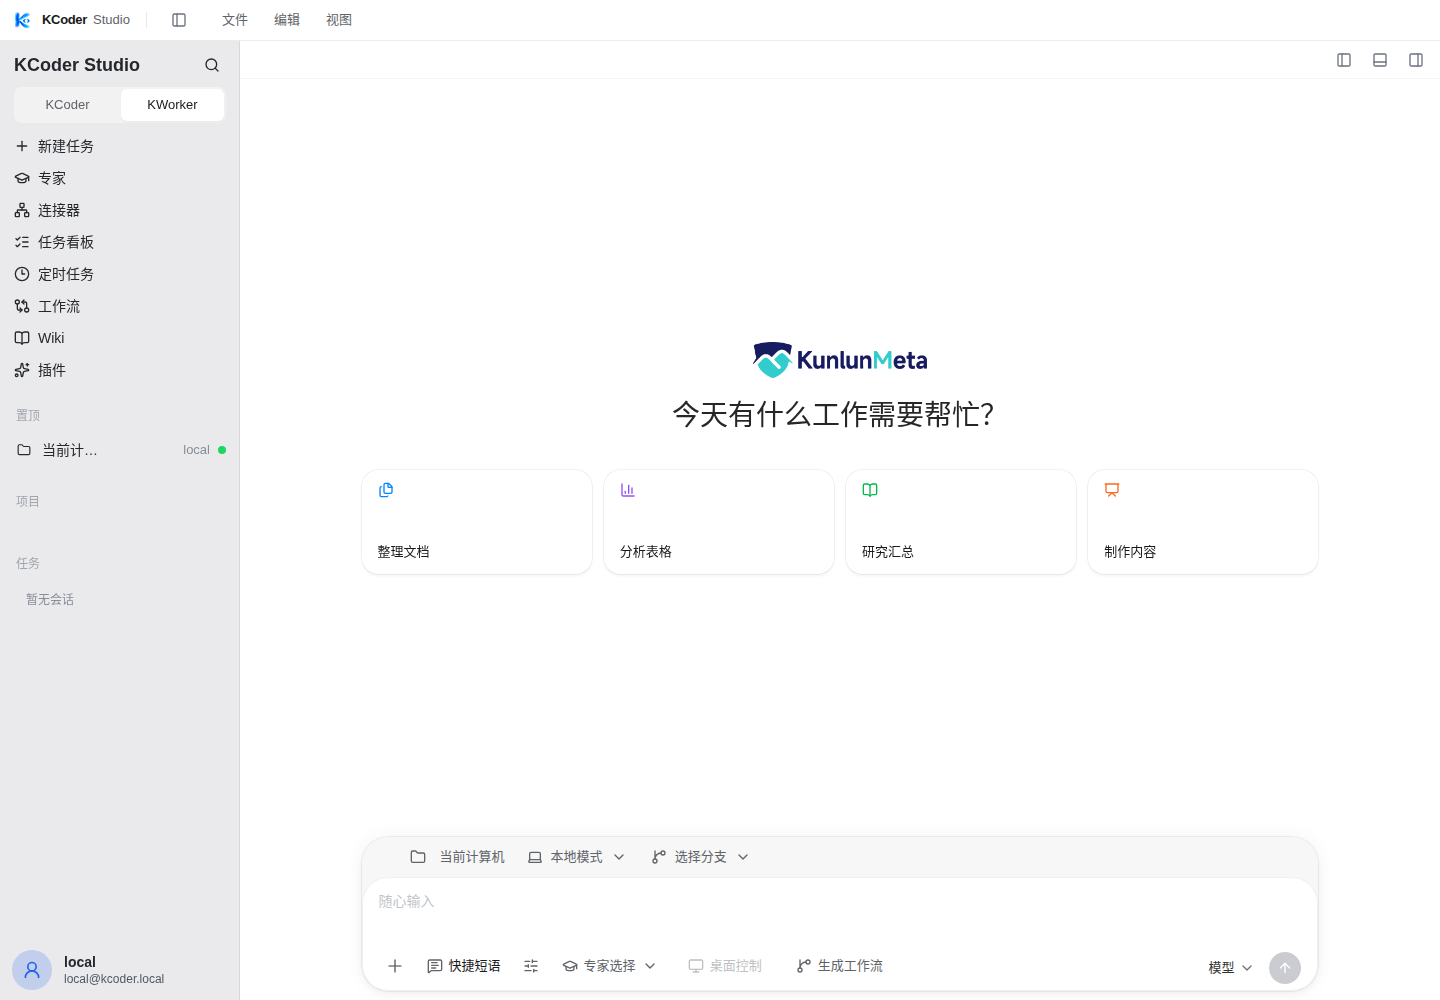 KCoder Studio 文件 编辑 视图
KCoder Studio
KCoder KWorker
新建任务
专家
连接器
任务看板
定时任务
工作流
Wiki
插件
置顶
当前计… local
项目
任务
暂无会话
local
local@kcoder.local
KunlunMeta
今天有什么工作需要帮忙？
整理文档 分析表格 研究汇总 制作内容
当前计算机 本地模式 选择分支
随心输入
快捷短语 专家选择 桌面控制 生成工作流 模型